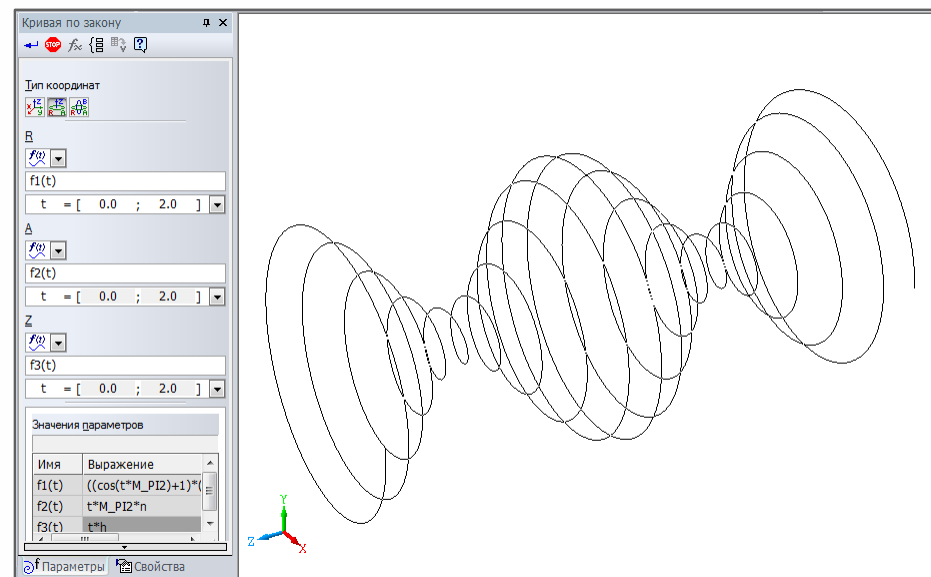 Кривая по закону
STOP
Тип координат
R
f(t)
f1(t)
t = [ 0.0 ; 2.0 ]
A
f(t)
f2(t)
t = [ 0.0 ; 2.0 ]
Z
f(t)
f3(t)
t = [ 0.0 ; 2.0 ]
Значения параметров
Имя Выражение
f1(t) ((cos(t*M_PI2)+1)*(
f2(t) t*M_PI2*n
f3(t) t*h
Параметры Свойства
Y
Z
X